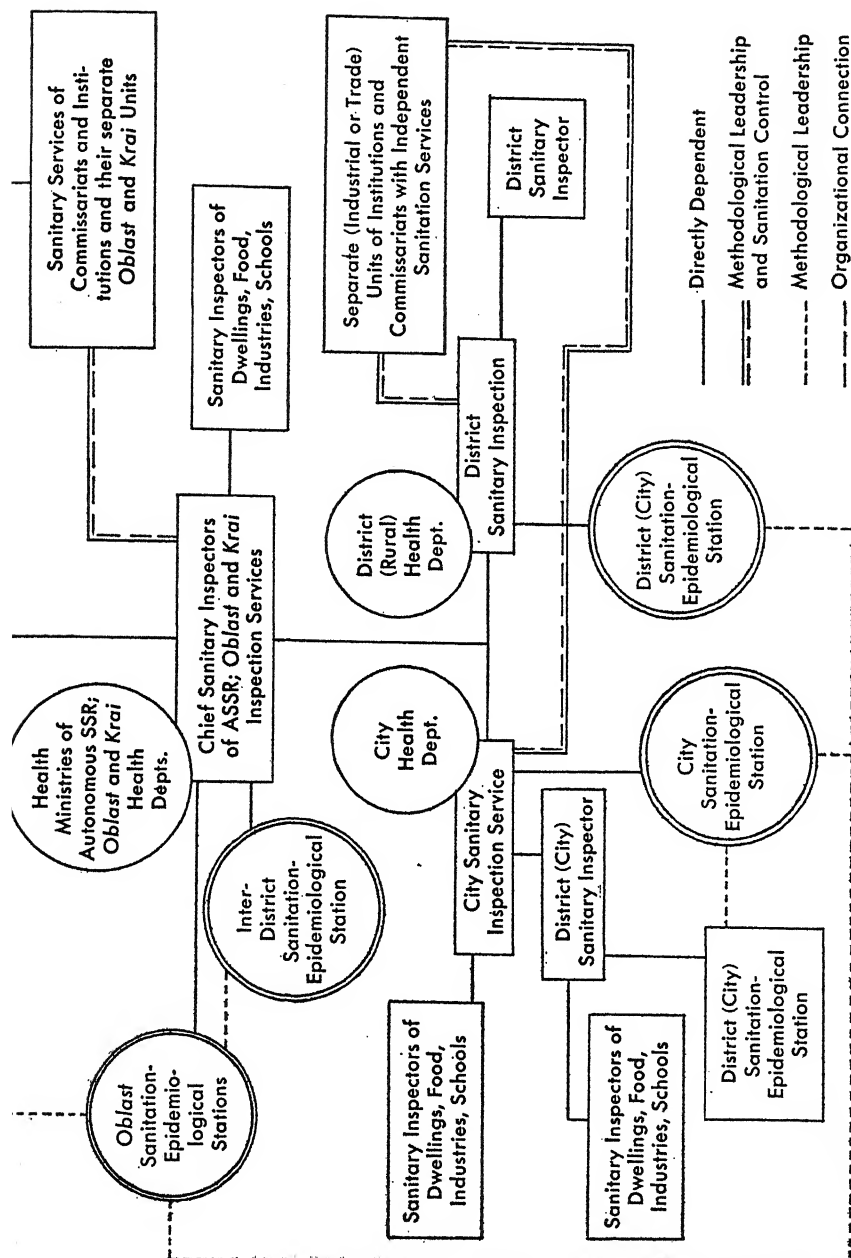 Health
Ministries of
Autonomous SSR;
Oblast and Krai
Health
Depts.
Sanitary Services of
Commissariats and Insti-
tutions and their separate
Oblast and Krai Units
Chief Sanitary Inspectors
of ASSR; Oblast and Krai
Inspection Services
Oblast
Sanitation-
Epidemio-
logical
Stations
Inter-
District
Sanitation-
Epidemiological
Station
Sanitary Inspectors of
Dwellings, Food,
Industries, Schools
City
Health
Dept.
District
(Rural)
Health
Dept.
Separate (Industrial or Trade)
Units of Institutions and
Commissariats with Independent
Sanitation Services
Sanitary Inspectors of
Dwellings, Food,
Industries, Schools
City Sanitary
Inspection Service
District
Sanitary Inspection
District (City)
Sanitary Inspector
District
Sanitary
Inspector
Sanitary Inspectors of
Dwellings, Food,
Industries, Schools
District (City)
Sanitation-
Epidemiological
Station
City
Sanitation-
Epidemiological
Station
District (City)
Sanitation-
Epidemiological
Station
Directly Dependent
Methodological Leadership
and Sanitation Control
Methodological Leadership
Organizational Connection